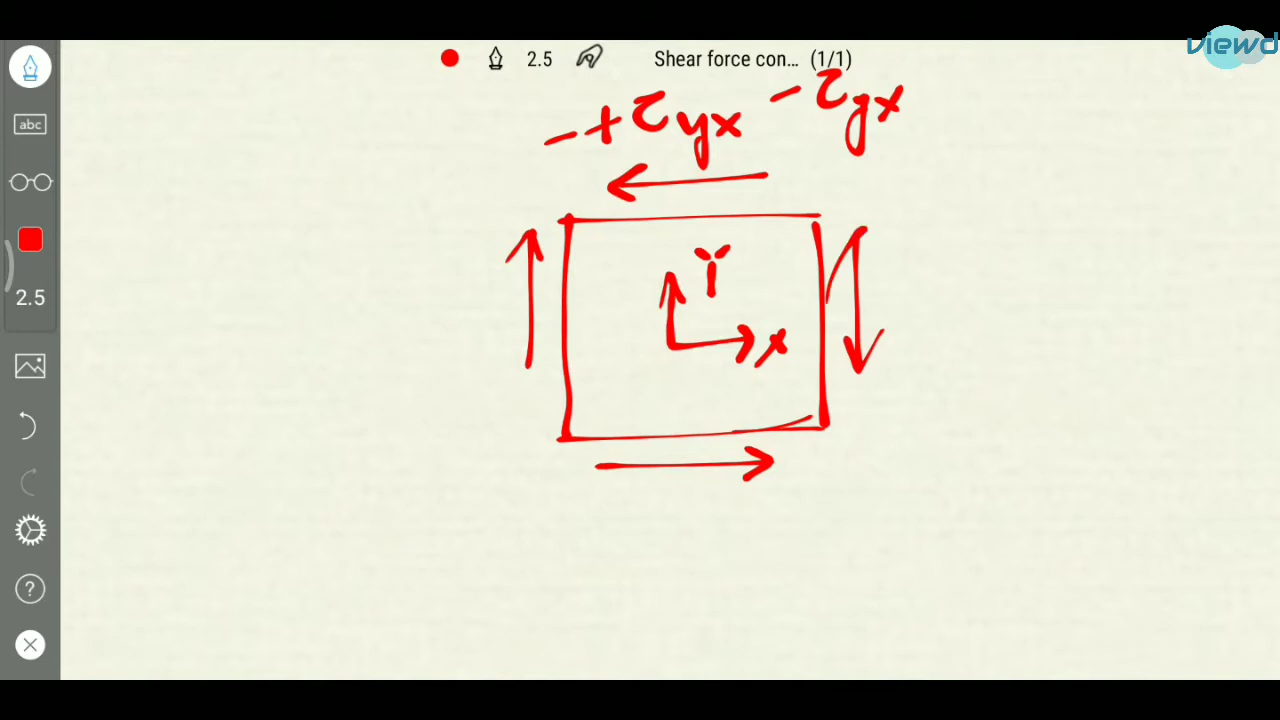 viewd
2.5 Shear force con... (1/1)
abc
- + τyx - τyx
Y
X
2.5
?